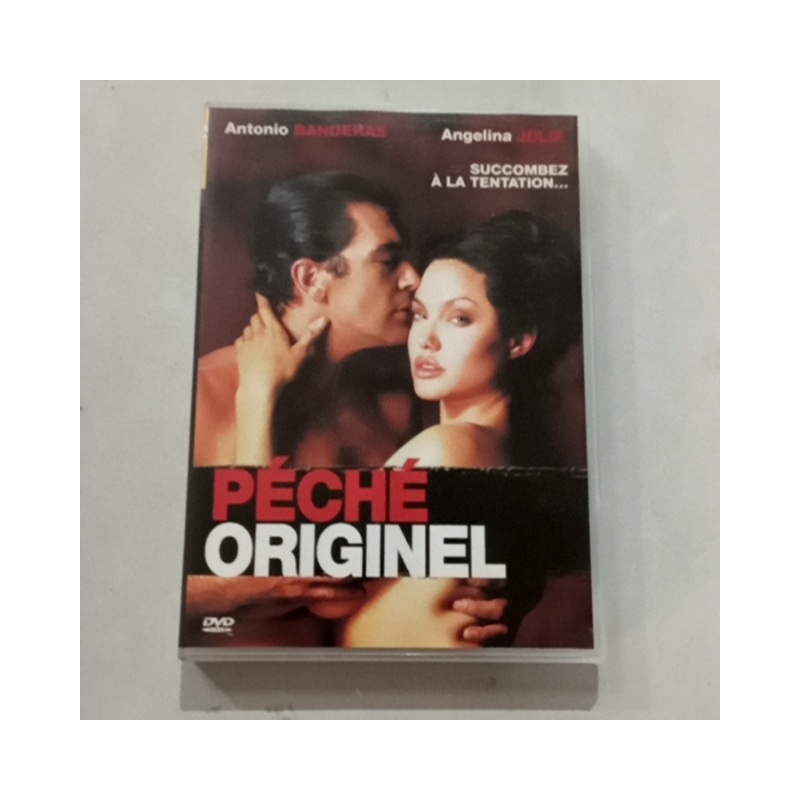 Antonio BANDERAS
Angelina JOLIE
SUCCOMBEZ
À LA TENTATION...
PÉCHÉ
ORIGINEL
DVD